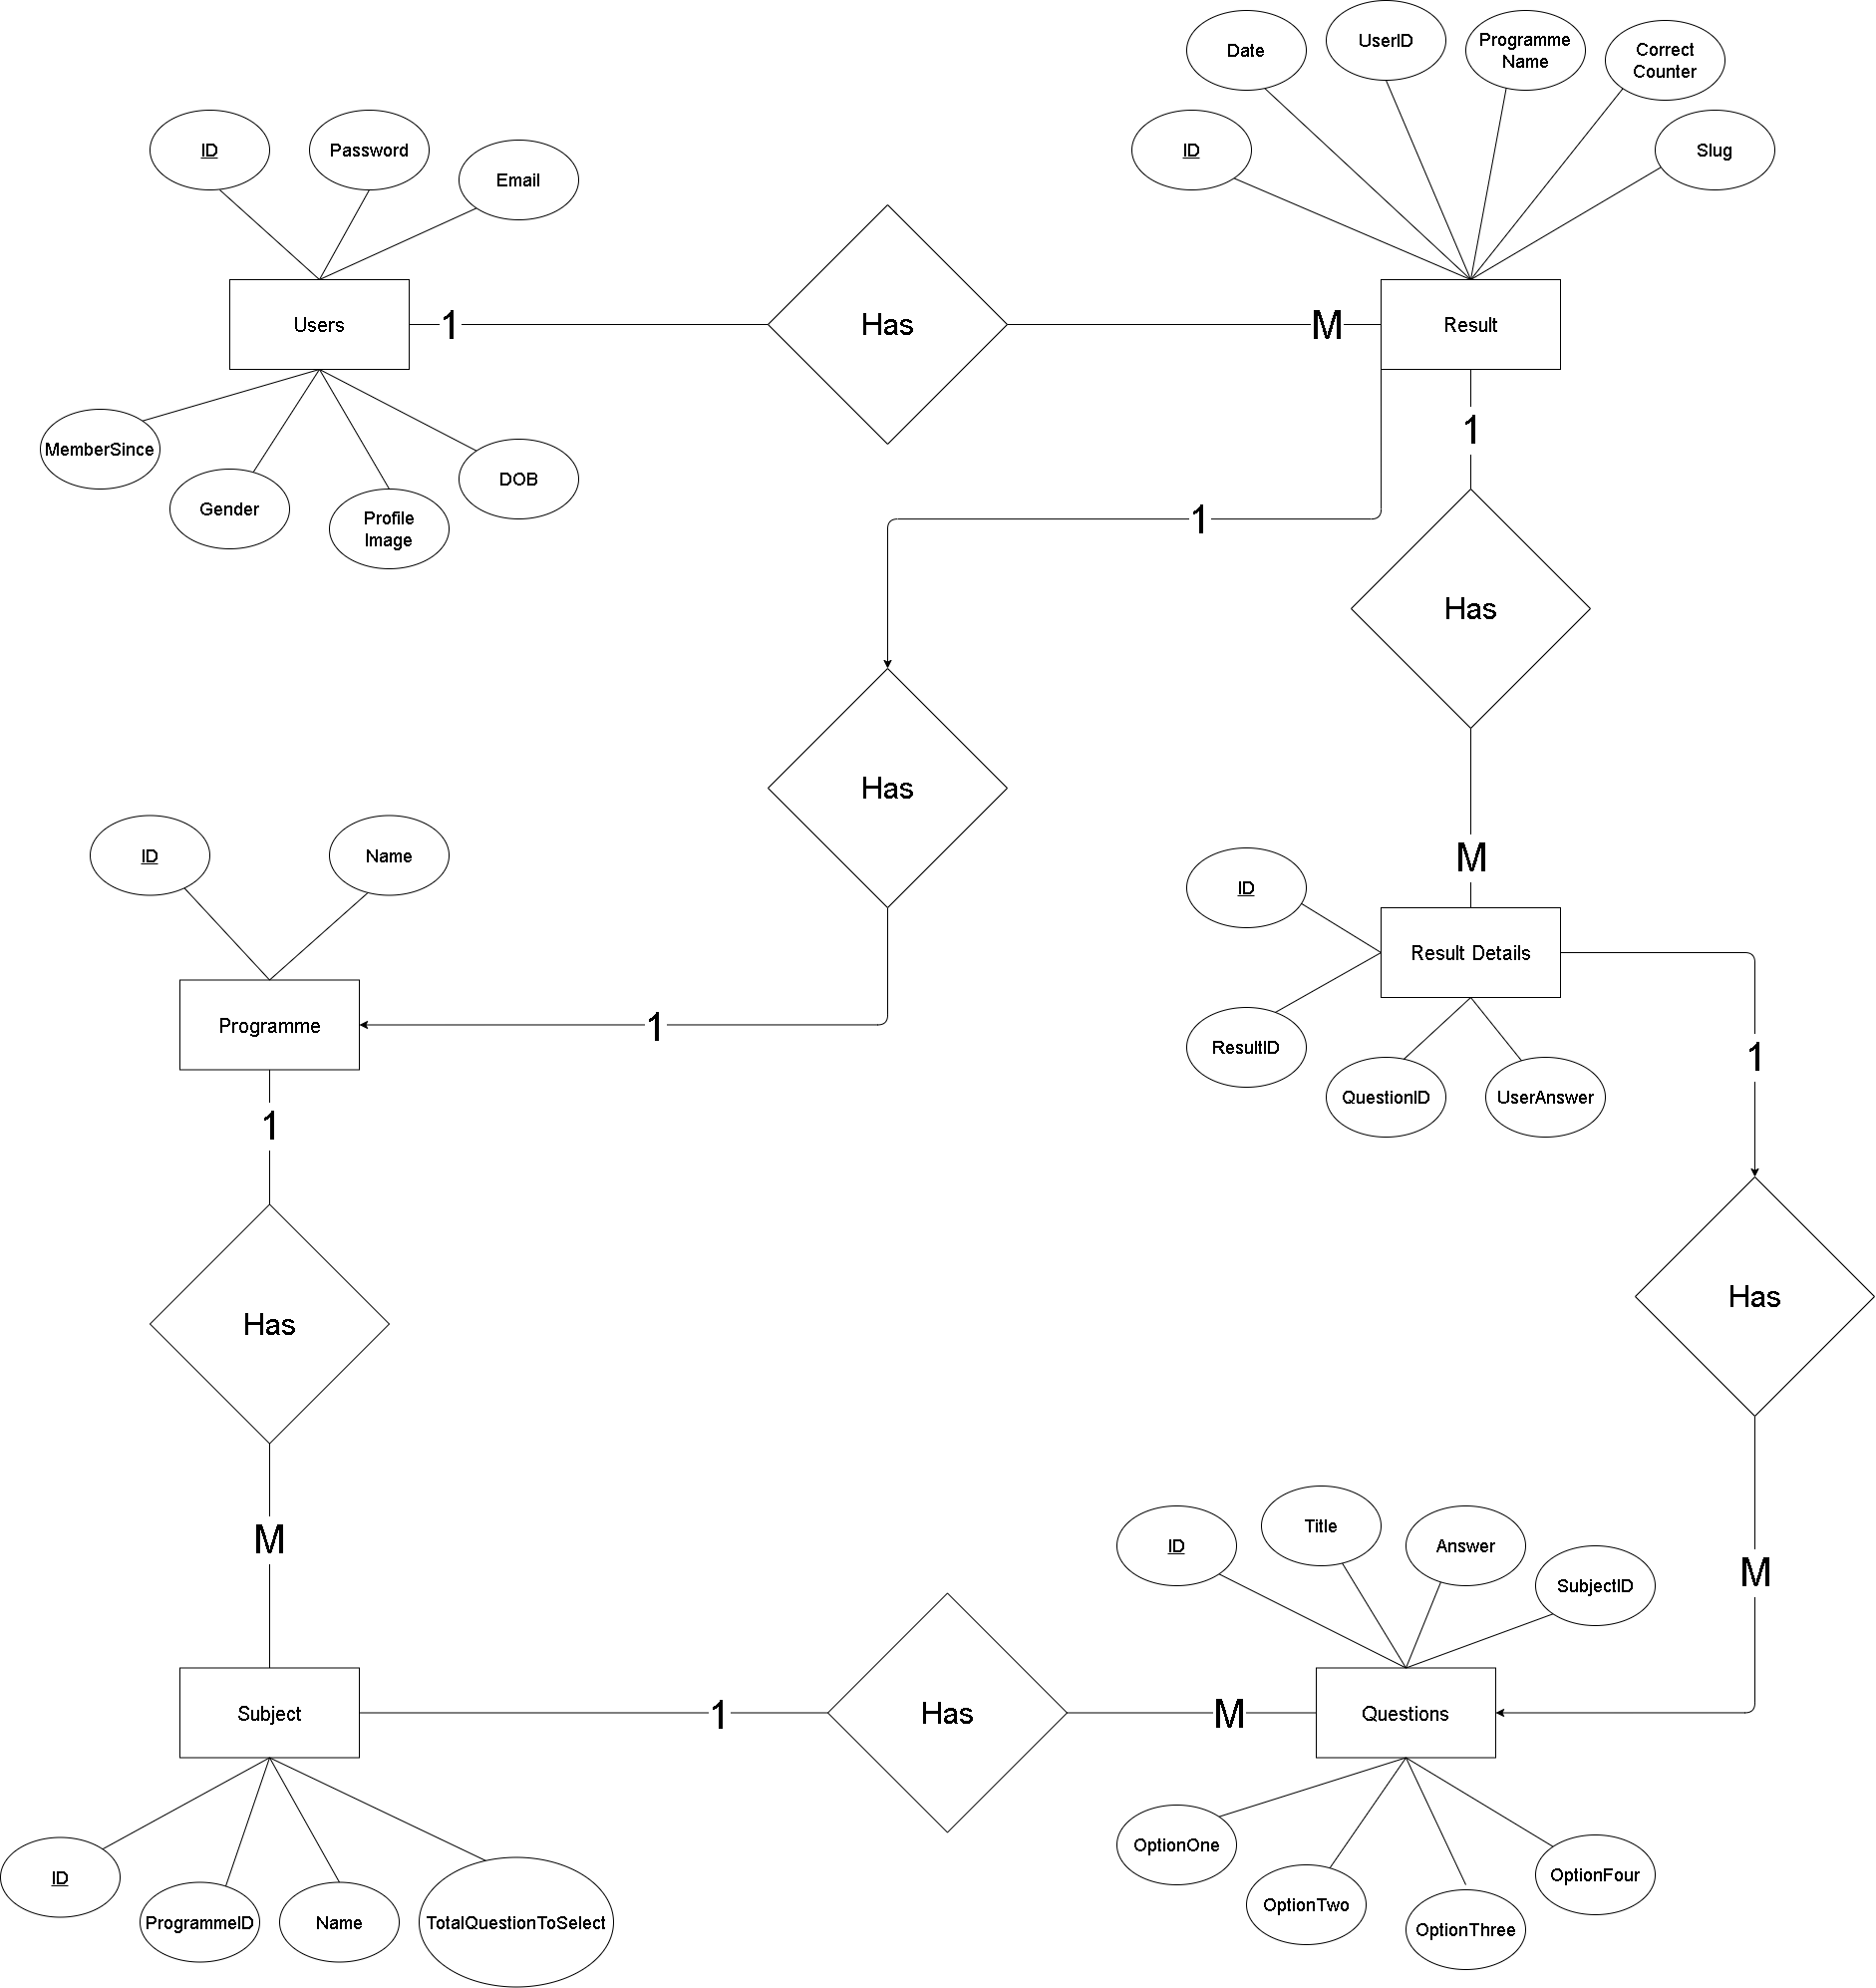 Date
UserID
Programme
Name
Correct
Counter
ID
Password
Email
ID
Slug
Users
1
Has
M
Result
MemberSince
Gender
Profile
Image
DOB
1
1
Has
Has
ID
Name
M
ID
Result Details
Programme
1
ResultID
QuestionID
UserAnswer
1
1
Has
Has
M
ID
Title
Answer
SubjectID
M
Subject
1
Has
M
Questions
ID
ProgrammeID
Name
TotalQuestionToSelect
OptionOne
OptionTwo
OptionThree
OptionFour